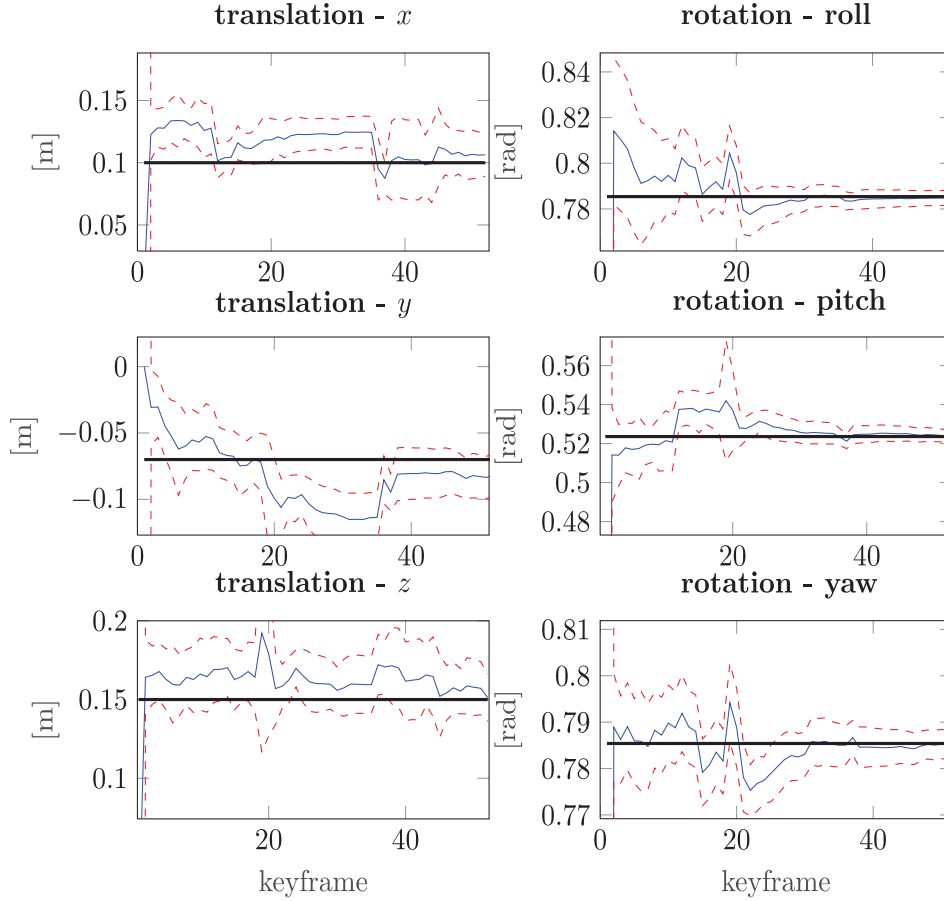 translation - x
rotation - roll
[m]
0.15
0.1
0.05
0
20
40
[rad]
0.84
0.82
0.8
0.78
0
20
40
translation - y
rotation - pitch
[m]
0
−0.05
−0.1
0
20
40
[rad]
0.56
0.54
0.52
0.5
0.48
0
20
40
translation - z
rotation - yaw
[m]
0.2
0.15
0.1
20
40
keyframe
[rad]
0.81
0.8
0.79
0.78
0.77
0
20
40
keyframe